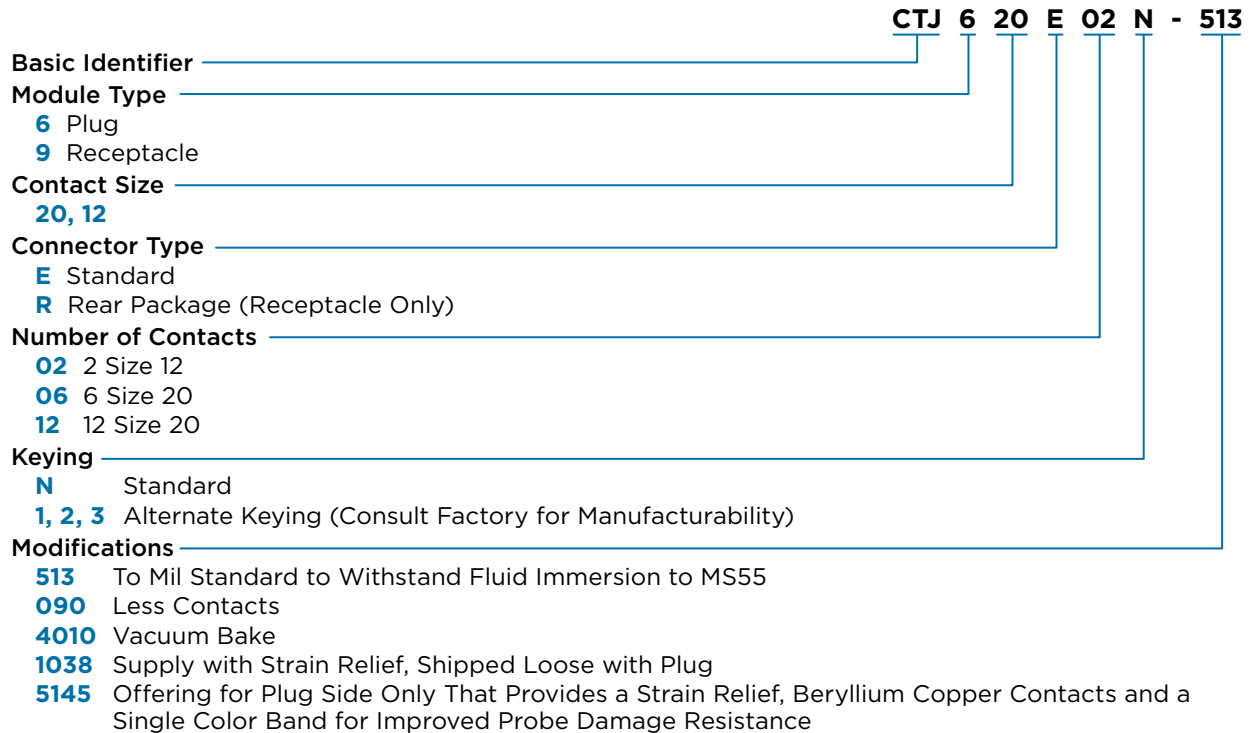 CTJ 6 20 E 02 N - 513
Basic Identifier
Module Type
6 Plug
9 Receptacle
Contact Size
20, 12
Connector Type
E Standard
R Rear Package (Receptacle Only)
Number of Contacts
02 2 Size 12
06 6 Size 20
12 12 Size 20
Keying
N Standard
1, 2, 3 Alternate Keying (Consult Factory for Manufacturability)
Modifications
513 To Mil Standard to Withstand Fluid Immersion to MS55
090 Less Contacts
4010 Vacuum Bake
1038 Supply with Strain Relief, Shipped Loose with Plug
5145 Offering for Plug Side Only That Provides a Strain Relief, Beryllium Copper Contacts and a
Single Color Band for Improved Probe Damage Resistance